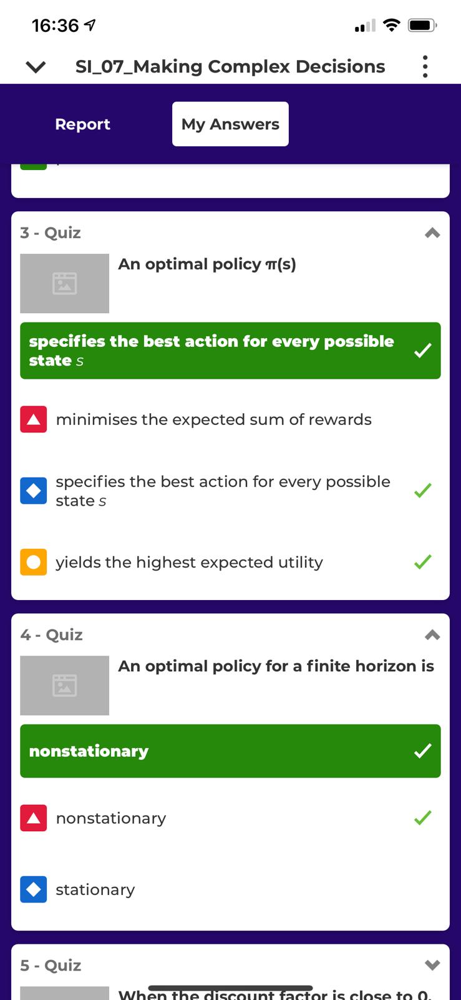 16:36
SI_07_Making Complex Decisions
Report
My Answers
3 - Quiz
An optimal policy π(s)
specifies the best action for every possible
state s
minimises the expected sum of rewards
specifies the best action for every possible
state s
yields the highest expected utility
4 - Quiz
An optimal policy for a finite horizon is
nonstationary
nonstationary
stationary
5 - Quiz
When the discount factor is close to 0,